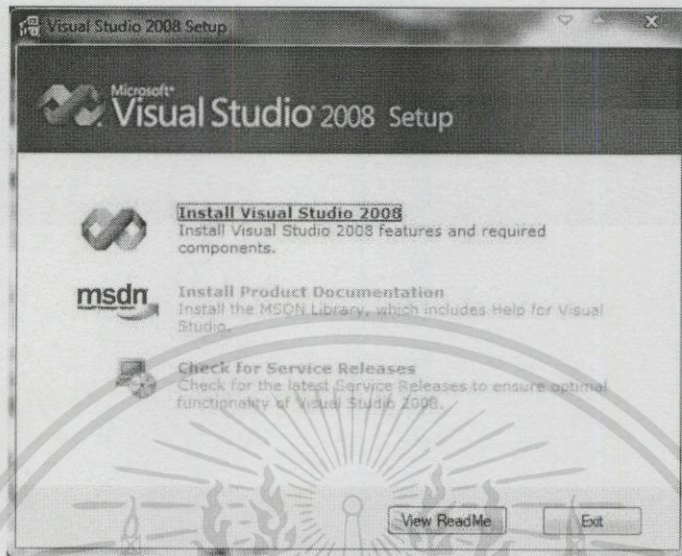 Visual Studio 2008 Setup
Microsoft®
Visual Studio® 2008 Setup
Install Visual Studio 2008
Install Visual Studio 2008 features and required
components.
msdn
Install Product Documentation
Install the MSDN Library, which includes Help for Visual
Studio.
Check for Service Releases
Check for the latest Service Releases to ensure optimal
functionality of Visual Studio 2008.
View ReadMe
Exit